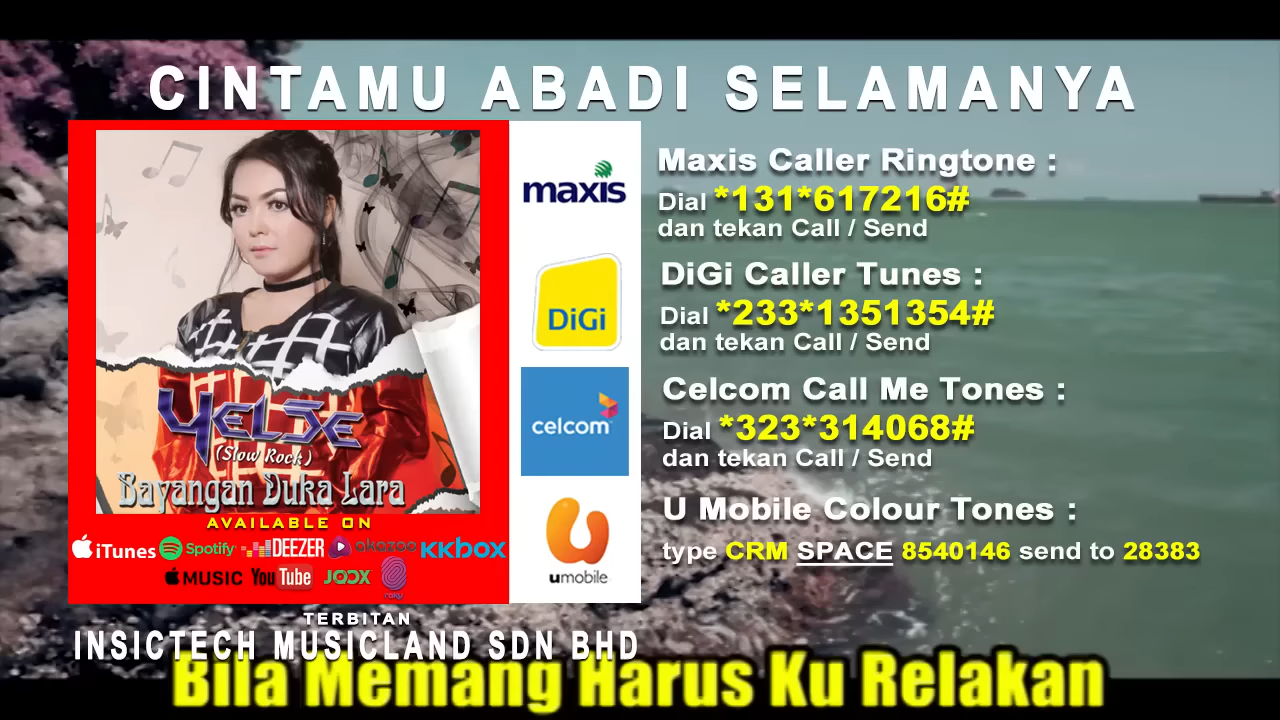 CINTAMU ABADI SELAMANYA
YELSE
(Slow Rock)
Bayangan Duka Lara
AVAILABLE ON
iTunes Spotify DEEZER akazoo KKBOX
MUSIC YouTube JOOX
maxis
DiGi
celcom
umobile
Maxis Caller Ringtone :
Dial *131*617216#
dan tekan Call / Send
DiGi Caller Tunes :
Dial *233*1351354#
dan tekan Call / Send
Celcom Call Me Tones :
Dial *323*314068#
dan tekan Call / Send
U Mobile Colour Tones :
type CRM SPACE 8540146 send to 28383
TERBITAN
INSICTECH MUSICLAND SDN BHD
Bila Memang Harus Ku Relakan